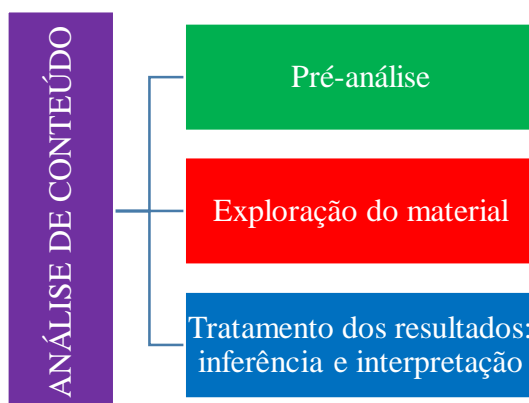 ANÁLISE DE CONTEÚDO
Pré-análise
Exploração do material
Tratamento dos resultados:
inferência e interpretação